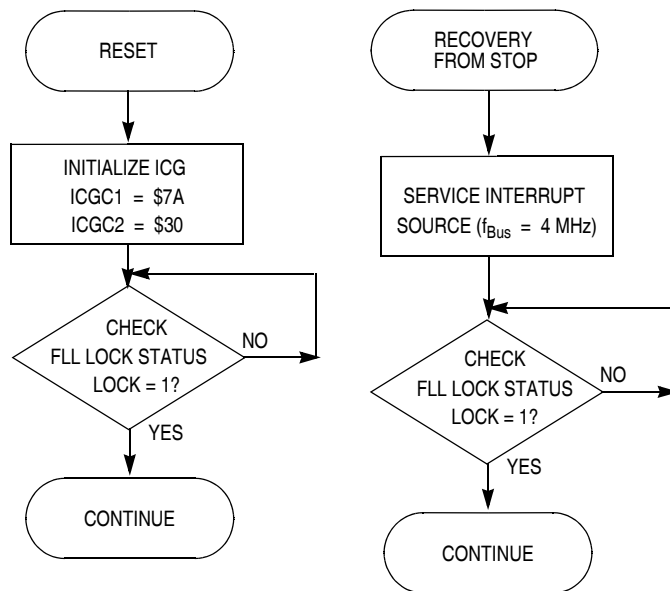 RESET
INITIALIZE ICG
ICGC1 = $7A
ICGC2 = $30
CHECK
FLL LOCK STATUS
LOCK = 1?
NO
YES
CONTINUE
RECOVERY
FROM STOP
SERVICE INTERRUPT
SOURCE (fBus = 4 MHz)
CHECK
FLL LOCK STATUS
LOCK = 1?
NO
YES
CONTINUE